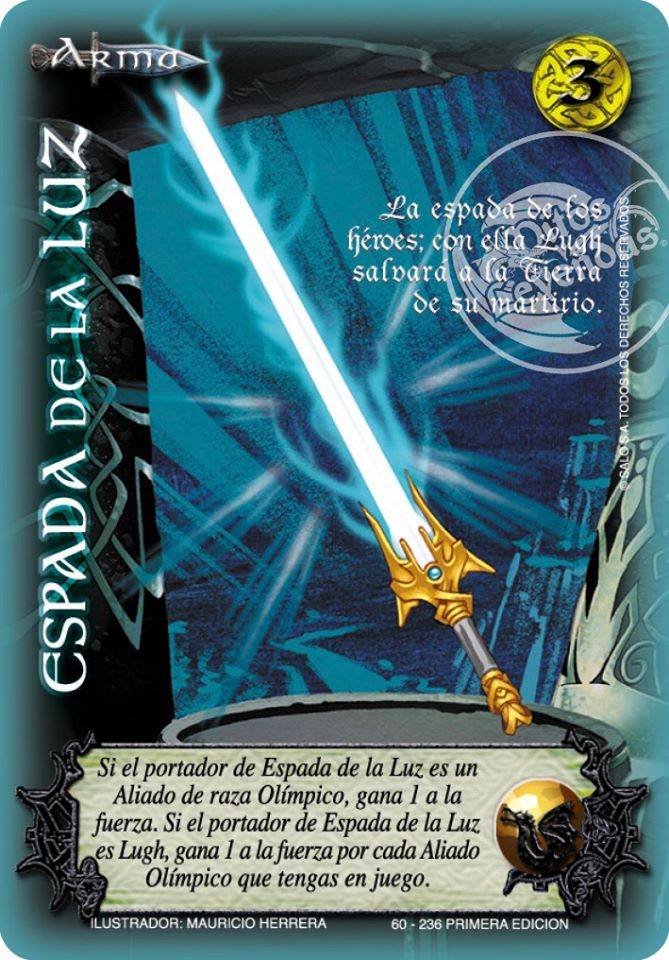 Arma
3
ESPADA DE LA LUZ
La espada de los
héroes; con ella Lugh
salvará a la Tierra
de su martirio.
Mitos y Leyendas
© SALO S.A. TODOS LOS DERECHOS RESERVADOS
Si el portador de Espada de la Luz es un
Aliado de raza Olímpico, gana 1 a la
fuerza. Si el portador de Espada de la Luz
es Lugh, gana 1 a la fuerza por cada Aliado
Olímpico que tengas en juego.
ILUSTRADOR: MAURICIO HERRERA
60 - 236 PRIMERA EDICION